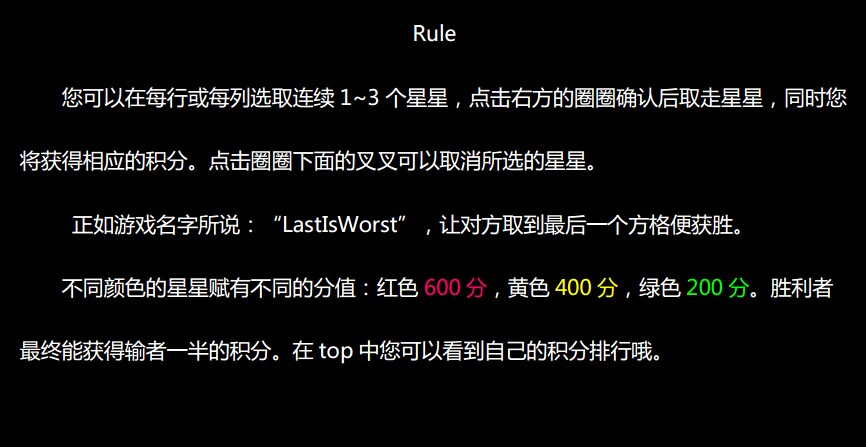 Rule
您可以在每行或每列选取连续 1~3 个星星，点击右方的圈圈确认后取走星星，同时您
将获得相应的积分。点击圈圈下面的叉叉可以取消所选的星星。
正如游戏名字所说：“LastIsWorst”，让对方取到最后一个方格便获胜。
不同颜色的星星赋有不同的分值：红色 600 分，黄色 400 分，绿色 200 分。胜利者
最终能获得输者一半的积分。在 top 中您可以看到自己的积分排行哦。